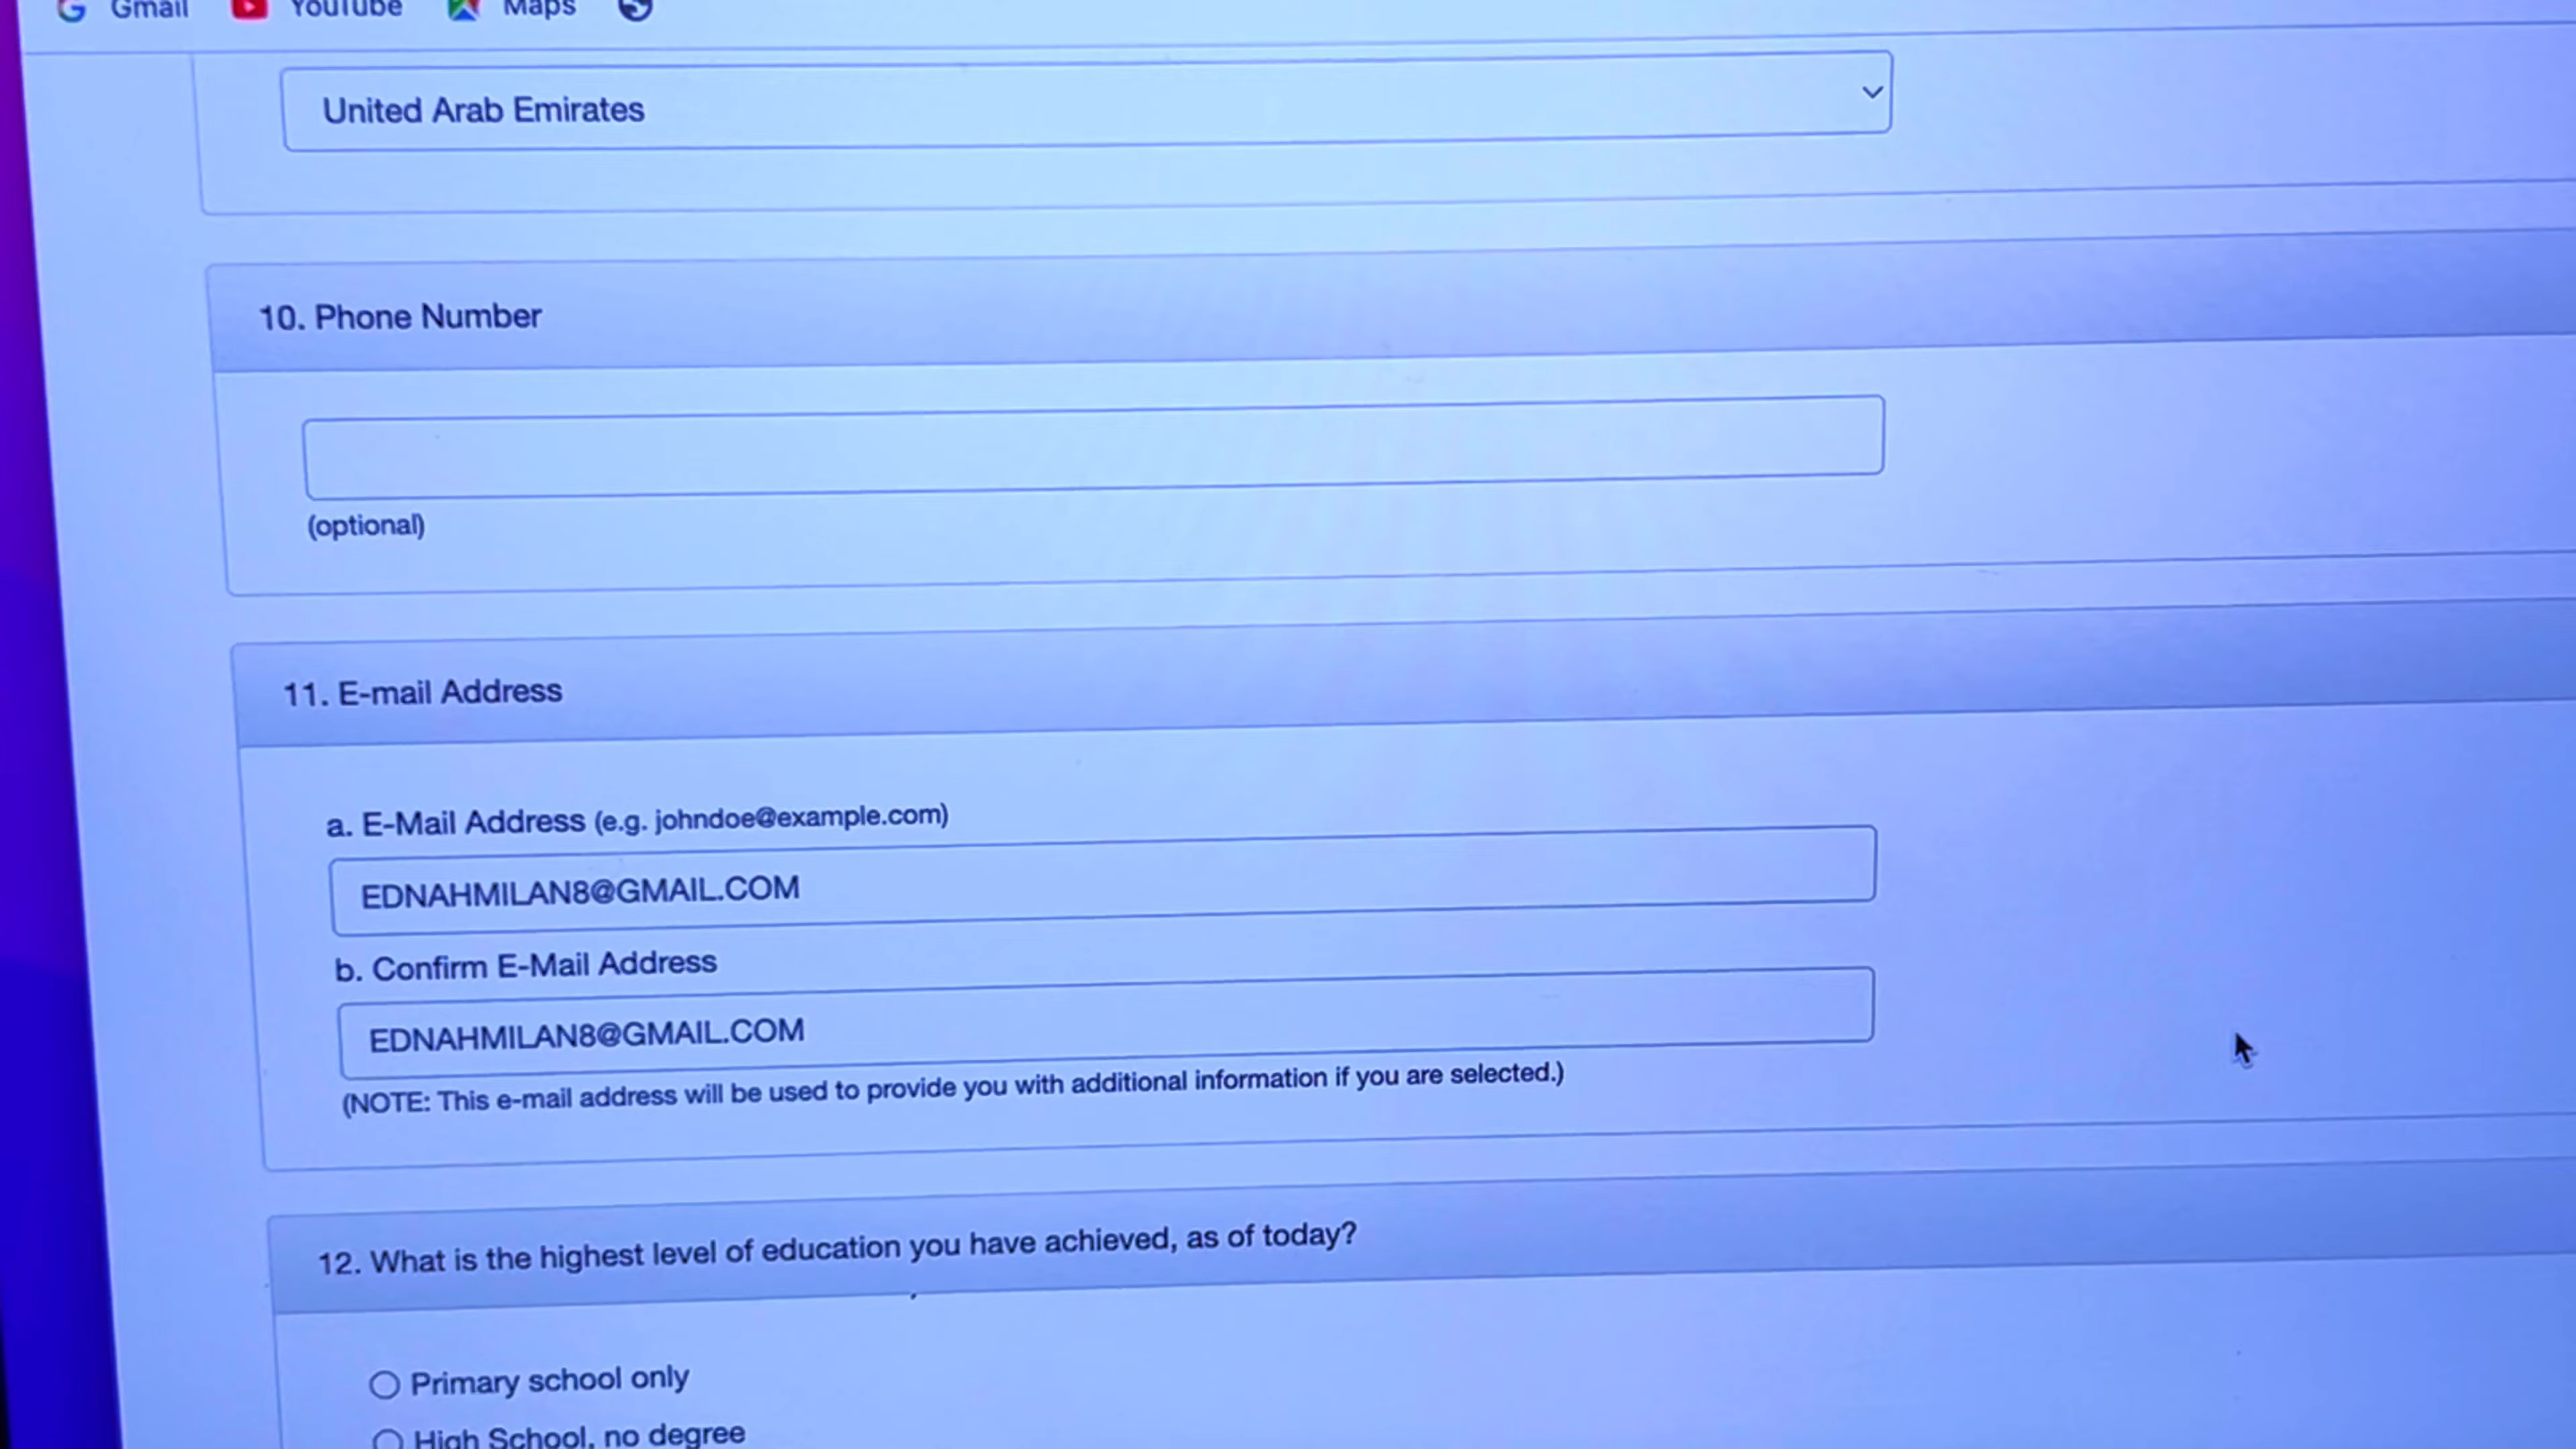 Gmail YouTube Maps
United Arab Emirates
10. Phone Number
(optional)
11. E-mail Address
a. E-Mail Address (e.g. johndoe@example.com)
EDNAHMILAN8@GMAIL.COM
b. Confirm E-Mail Address
EDNAHMILAN8@GMAIL.COM
(NOTE: This e-mail address will be used to provide you with additional information if you are selected.)
12. What is the highest level of education you have achieved, as of today?
Primary school only
High School, no degree